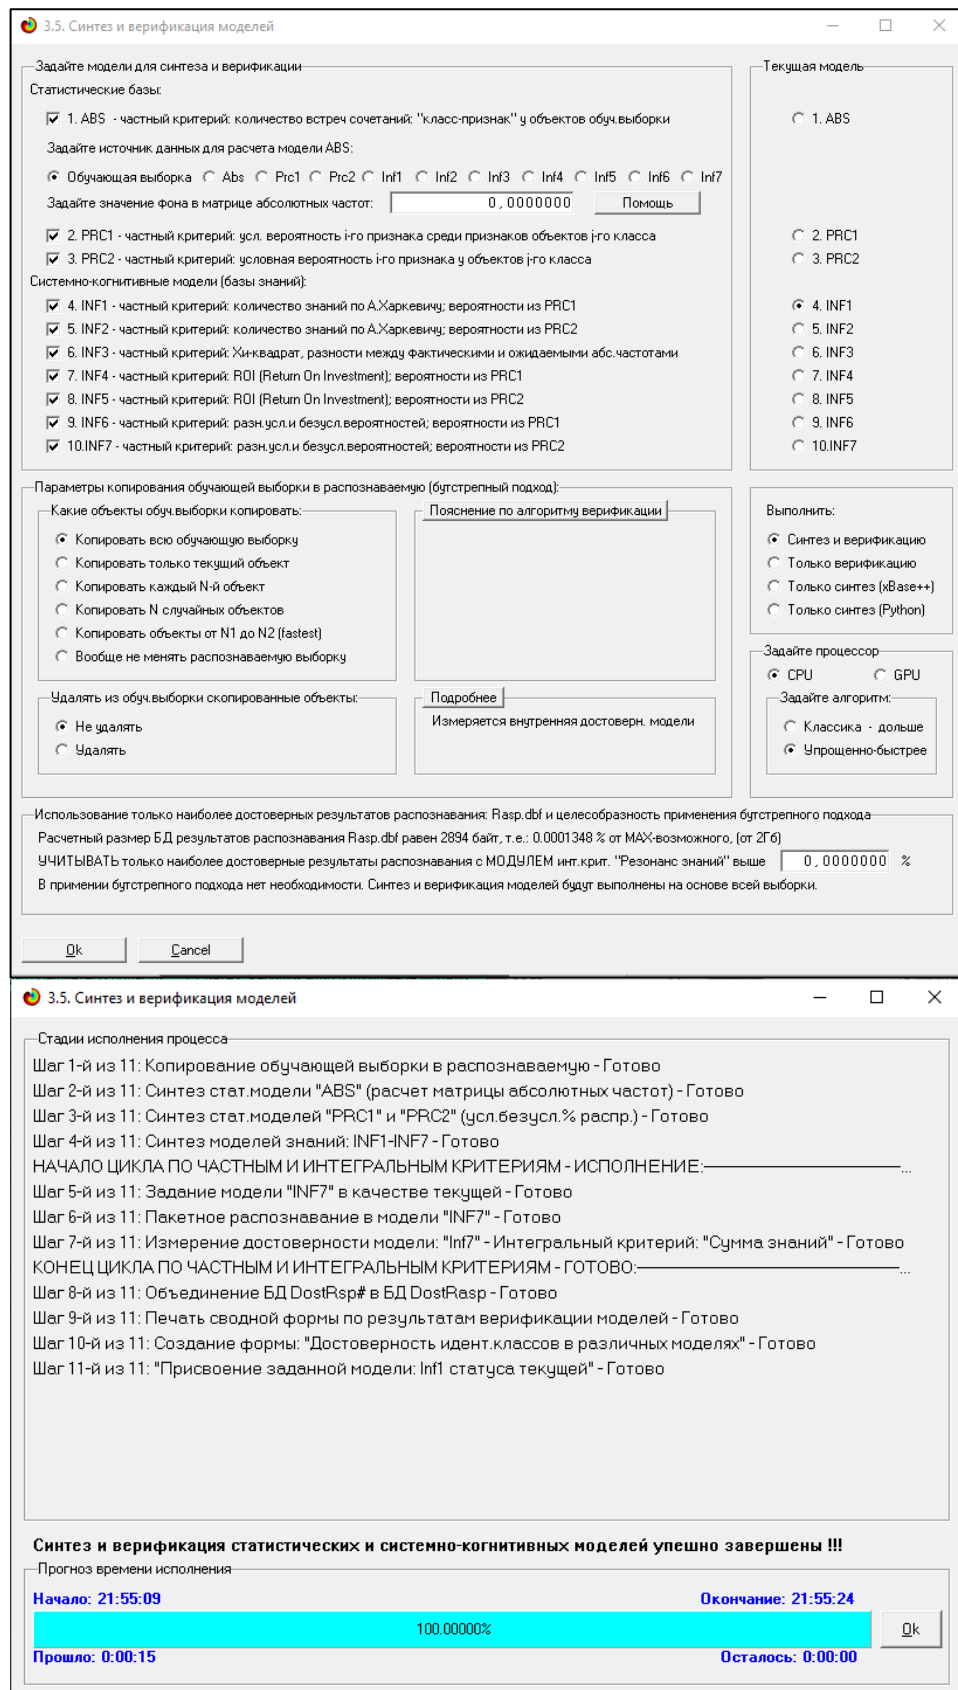 3.5. Синтез и верификация моделей
Задайте модели для синтеза и верификации
Текущая модель
Статистические базы:
1. ABS - частный критерий: количество встреч сочетаний: "класс-признак" у объектов обуч.выборки
1. ABS
Задайте источник данных для расчета модели ABS:
Обучающая выборка Abs Prc1 Prc2 Inf1 Inf2 Inf3 Inf4 Inf5 Inf6 Inf7
Задайте значение фона в матрице абсолютных частот: 0,0000000 Помощь
2. PRC1 - частный критерий: усл. вероятность i-го признака среди признаков объектов j-го класса
2. PRC1
3. PRC2 - частный критерий: условная вероятность i-го признака у объектов j-го класса
3. PRC2
Системно-когнитивные модели (базы знаний):
4. INF1 - частный критерий: количество знаний по А.Харкевичу; вероятности из PRC1
4. INF1
5. INF2 - частный критерий: количество знаний по А.Харкевичу; вероятности из PRC2
5. INF2
6. INF3 - частный критерий: Хи-квадрат, разности между фактическими и ожидаемыми абс.частотами
6. INF3
7. INF4 - частный критерий: ROI (Return On Investment); вероятности из PRC1
7. INF4
8. INF5 - частный критерий: ROI (Return On Investment); вероятности из PRC2
8. INF5
9. INF6 - частный критерий: разн.усл.и безусл.вероятностей; вероятности из PRC1
9. INF6
10.INF7 - частный критерий: разн.усл.и безусл.вероятностей; вероятности из PRC2
10.INF7
Параметры копирования обучающей выборки в распознаваемую (бутстрепный подход):
Какие объекты обуч.выборки копировать:
Копировать всю обучающую выборку
Копировать только текущий объект
Копировать каждый N-й объект
Копировать N случайных объектов
Копировать объекты от N1 до N2 (fastest)
Вообще не менять распознаваемую выборку
Пояснение по алгоритму верификации
Удалять из обуч.выборки скопированные объекты:
Не удалять
Удалять
Подробнее
Измеряется внутренняя достоверн. модели
Выполнить:
Синтез и верификацию
Только верификацию
Только синтез (xBase++)
Только синтез (Python)
Задайте процессор
CPU GPU
Задайте алгоритм:
Классика - дольше
Упрощенно-быстрее
Использование только наиболее достоверных результатов распознавания: Rasp.dbf и целесообразность применения бутстрепного подхода
Расчетный размер БД результатов распознавания Rasp.dbf равен 2894 байт, т.е.: 0.0001348 % от MAX-возможного, (от 2Гб)
УЧИТЫВАТЬ только наиболее достоверные результаты распознавания с МОДУЛЕМ инт.крит. "Резонанс знаний" выше 0,0000000 %
В примении бутстрепного подхода нет необходимости. Синтез и верификация моделей будут выполнены на основе всей выборки.
Ok Cancel
3.5. Синтез и верификация моделей
Стадии исполнения процесса
Шаг 1-й из 11: Копирование обучающей выборки в распознаваемую - Готово
Шаг 2-й из 11: Синтез стат.модели "ABS" (расчет матрицы абсолютных частот) - Готово
Шаг 3-й из 11: Синтез стат.моделей "PRC1" и "PRC2" (усл.безусл.% распр.) - Готово
Шаг 4-й из 11: Синтез моделей знаний: INF1-INF7 - Готово
НАЧАЛО ЦИКЛА ПО ЧАСТНЫМ И ИНТЕГРАЛЬНЫМ КРИТЕРИЯМ - ИСПОЛНЕНИЕ:————————...
Шаг 5-й из 11: Задание модели "INF7" в качестве текущей - Готово
Шаг 6-й из 11: Пакетное распознавание в модели "INF7" - Готово
Шаг 7-й из 11: Измерение достоверности модели: "Inf7" - Интегральный критерий: "Сумма знаний" - Готово
КОНЕЦ ЦИКЛА ПО ЧАСТНЫМ И ИНТЕГРАЛЬНЫМ КРИТЕРИЯМ - ГОТОВО:————————...
Шаг 8-й из 11: Объединение БД DostRsp# в БД DostRasp - Готово
Шаг 9-й из 11: Печать сводной формы по результатам верификации моделей - Готово
Шаг 10-й из 11: Создание формы: "Достоверность идент.классов в различных моделях" - Готово
Шаг 11-й из 11: "Присвоение заданной модели: Inf1 статуса текущей" - Готово
Синтез и верификация статистических и системно-когнитивных моделей упешно завершены !!!
Прогноз времени исполнения
Начало: 21:55:09 Окончание: 21:55:24
100.00000%
Ok
Прошло: 0:00:15 Осталось: 0:00:00